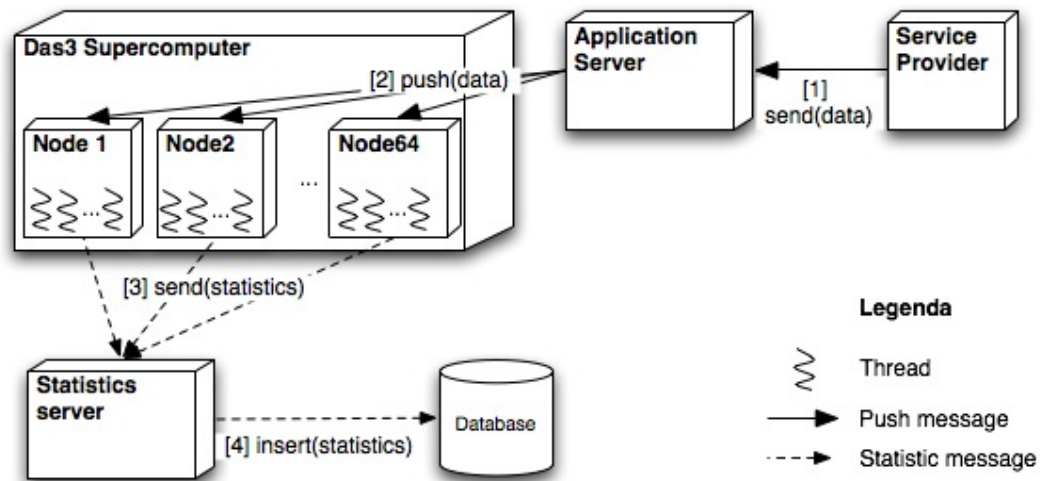 Das3 Supercomputer
Application
Server
Service
Provider
[2] push(data)
[1]
send(data)
Node 1
Node2
Node64
...
...
...
...
[3] send(statistics)
Statistics
server
[4] insert(statistics)
Database
Legenda
Thread
Push message
Statistic message